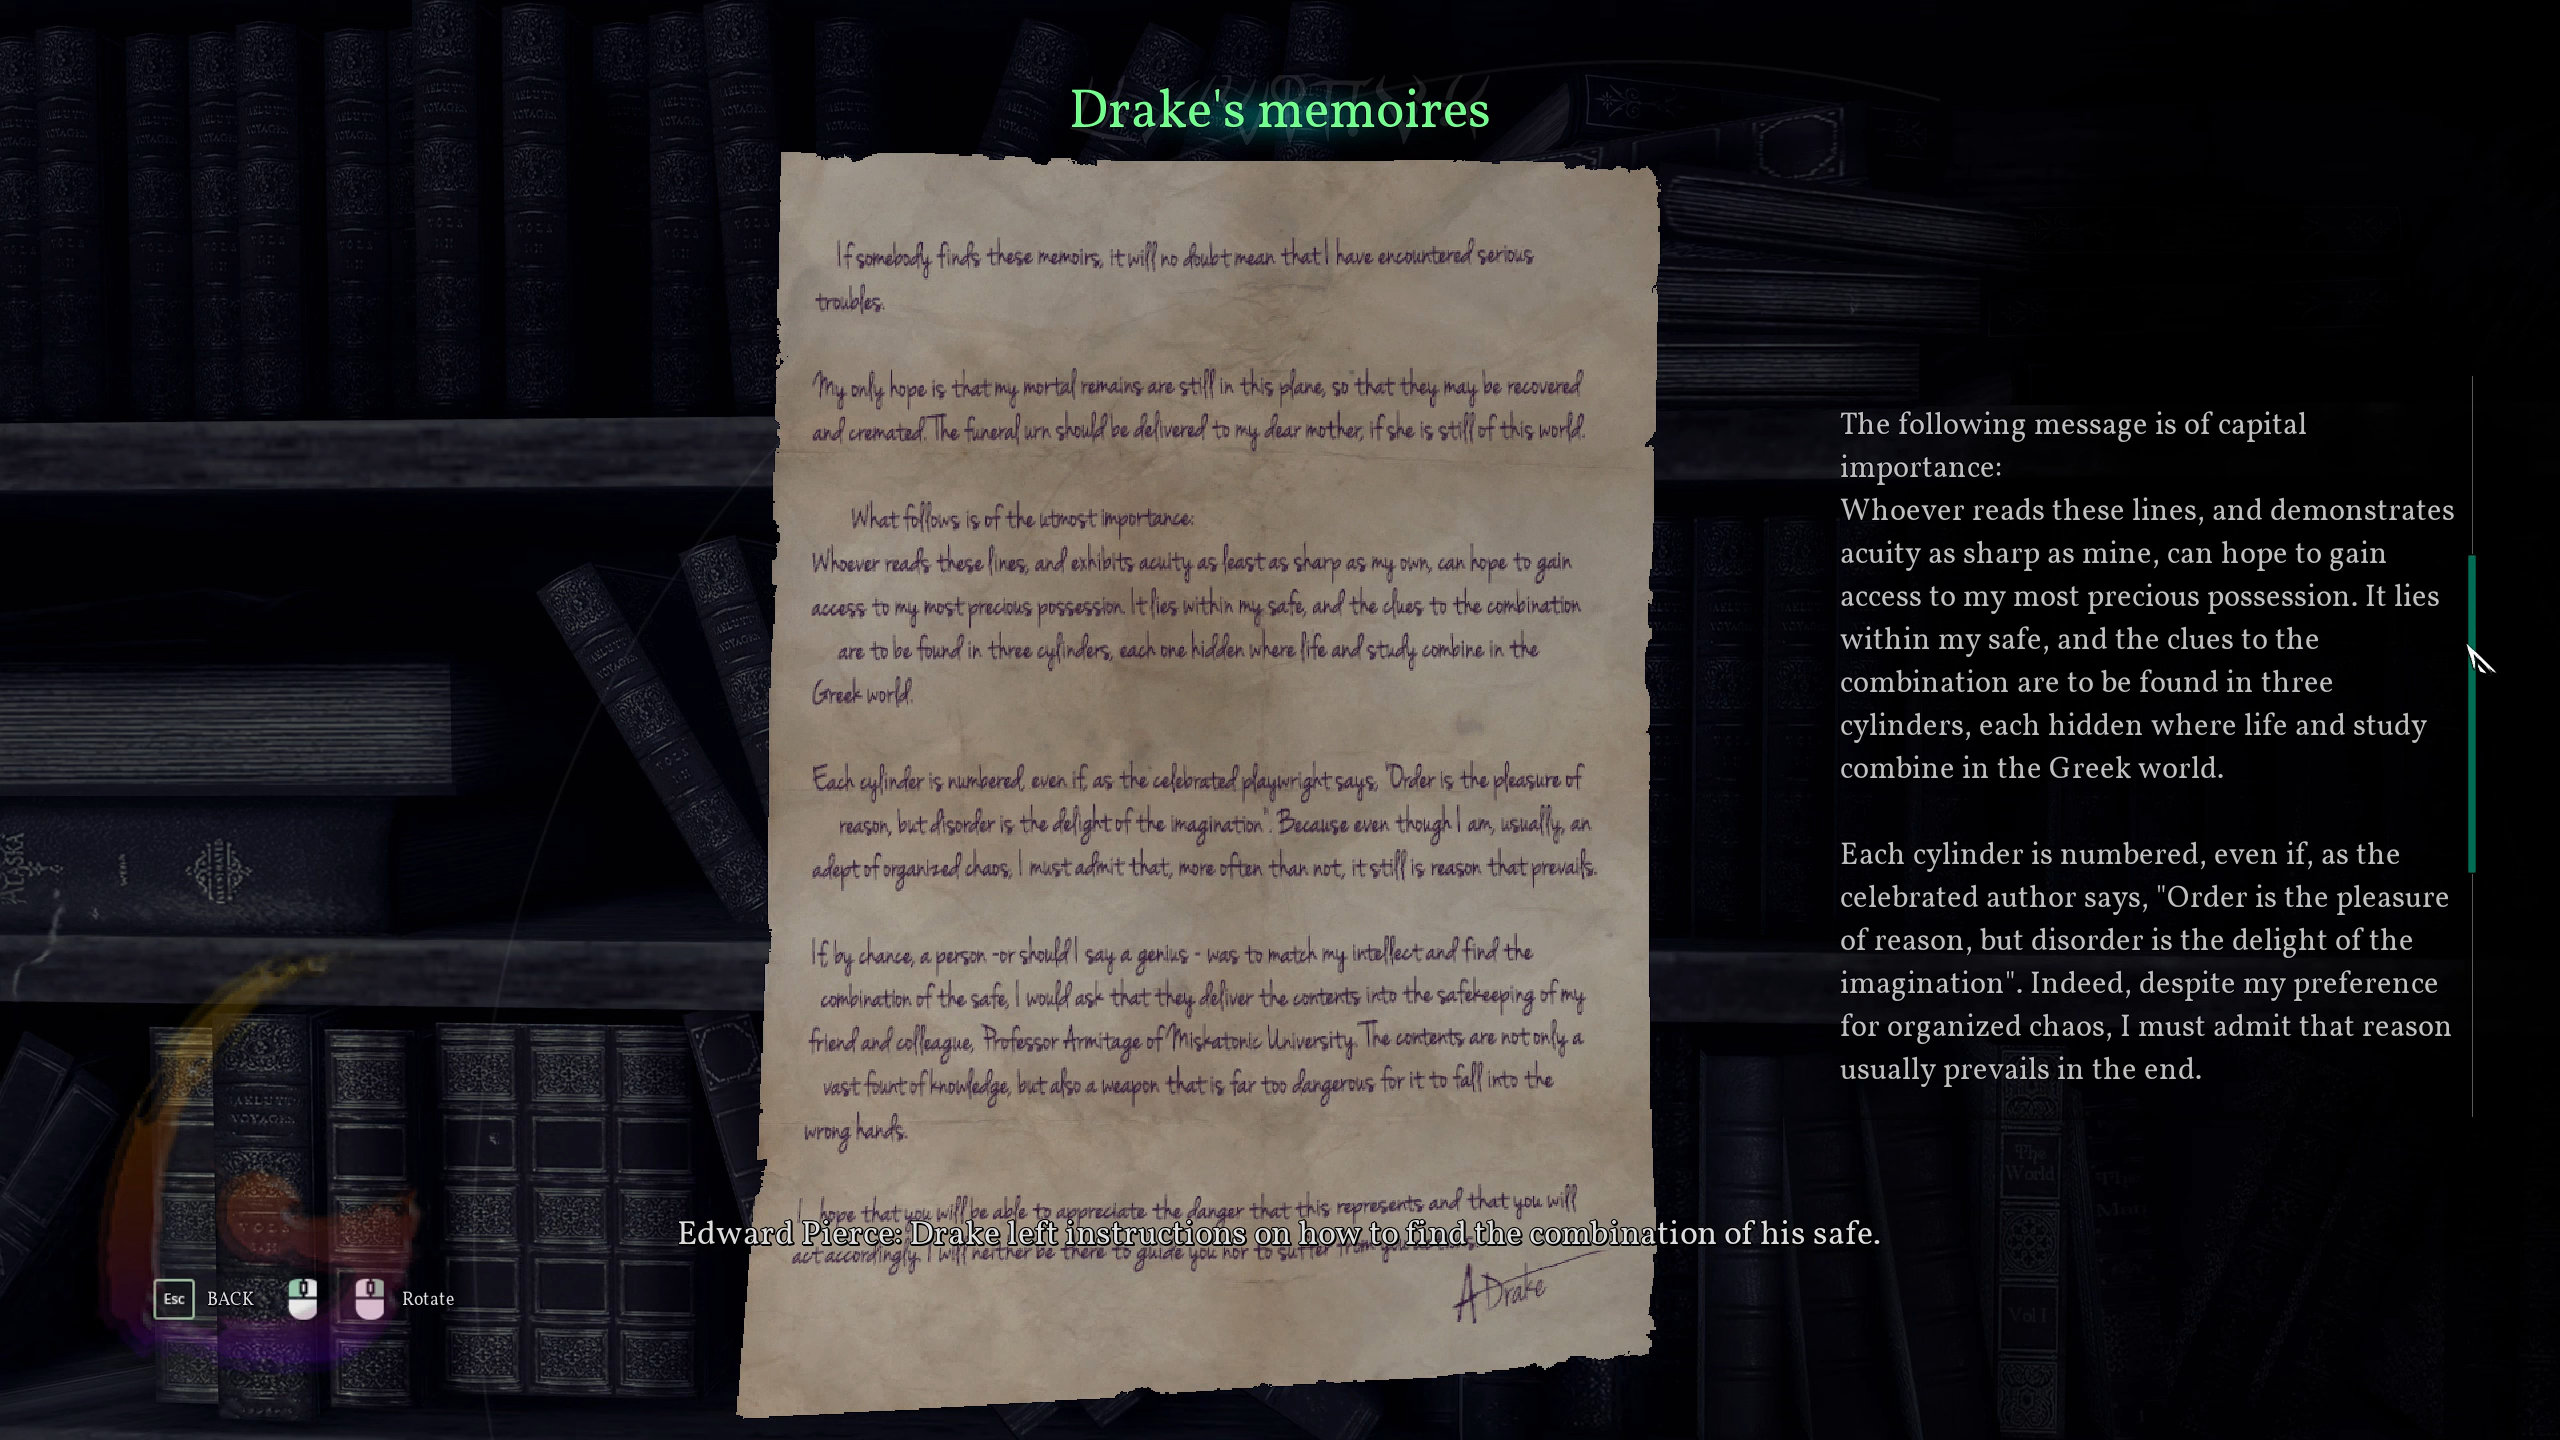 Drake's memoires
If somebody finds these memoirs, it will no doubt mean that I have encountered serious
troubles.
My only hope is that my mortal remains are still in this plane, so that they may be recovered
and cremated. The funeral urn should be delivered to my dear mother, if she is still of this world.
What follows is of the utmost importance:
Whoever reads these lines, and exhibits acuity as least as sharp as my own, can hope to gain
access to my most precious possession. It lies within my safe, and the clues to the combination
are to be found in three cylinders, each one hidden where life and study combine in the
Greek world.
Each cylinder is numbered, even if, as the celebrated playwright says, "Order is the pleasure of
reason, but disorder is the delight of the imagination". Because even though I am, usually, an
adept of organized chaos, I must admit that, more often than not, it still is reason that prevails.
If, by chance, a person -or should I say a genius - was to match my intellect and find the
combination of the safe, I would ask that they deliver the contents into the safekeeping of my
friend and colleague, Professor Armitage of Miskatonic University. The contents are not only a
vast fount of knowledge, but also a weapon that is far too dangerous for it to fall into the
wrong hands.
I hope that you will be able to appreciate the danger that this represents and that you will
act accordingly. I will neither be there to guide you nor to suffer from
A Drake
The following message is of capital
importance:
Whoever reads these lines, and demonstrates
acuity as sharp as mine, can hope to gain
access to my most precious possession. It lies
within my safe, and the clues to the
combination are to be found in three
cylinders, each hidden where life and study
combine in the Greek world.
Each cylinder is numbered, even if, as the
celebrated author says, "Order is the pleasure
of reason, but disorder is the delight of the
imagination". Indeed, despite my preference
for organized chaos, I must admit that reason
usually prevails in the end.
Edward Pierce: Drake left instructions on how to find the combination of his safe.
Esc BACK Rotate
The
World
Vol I